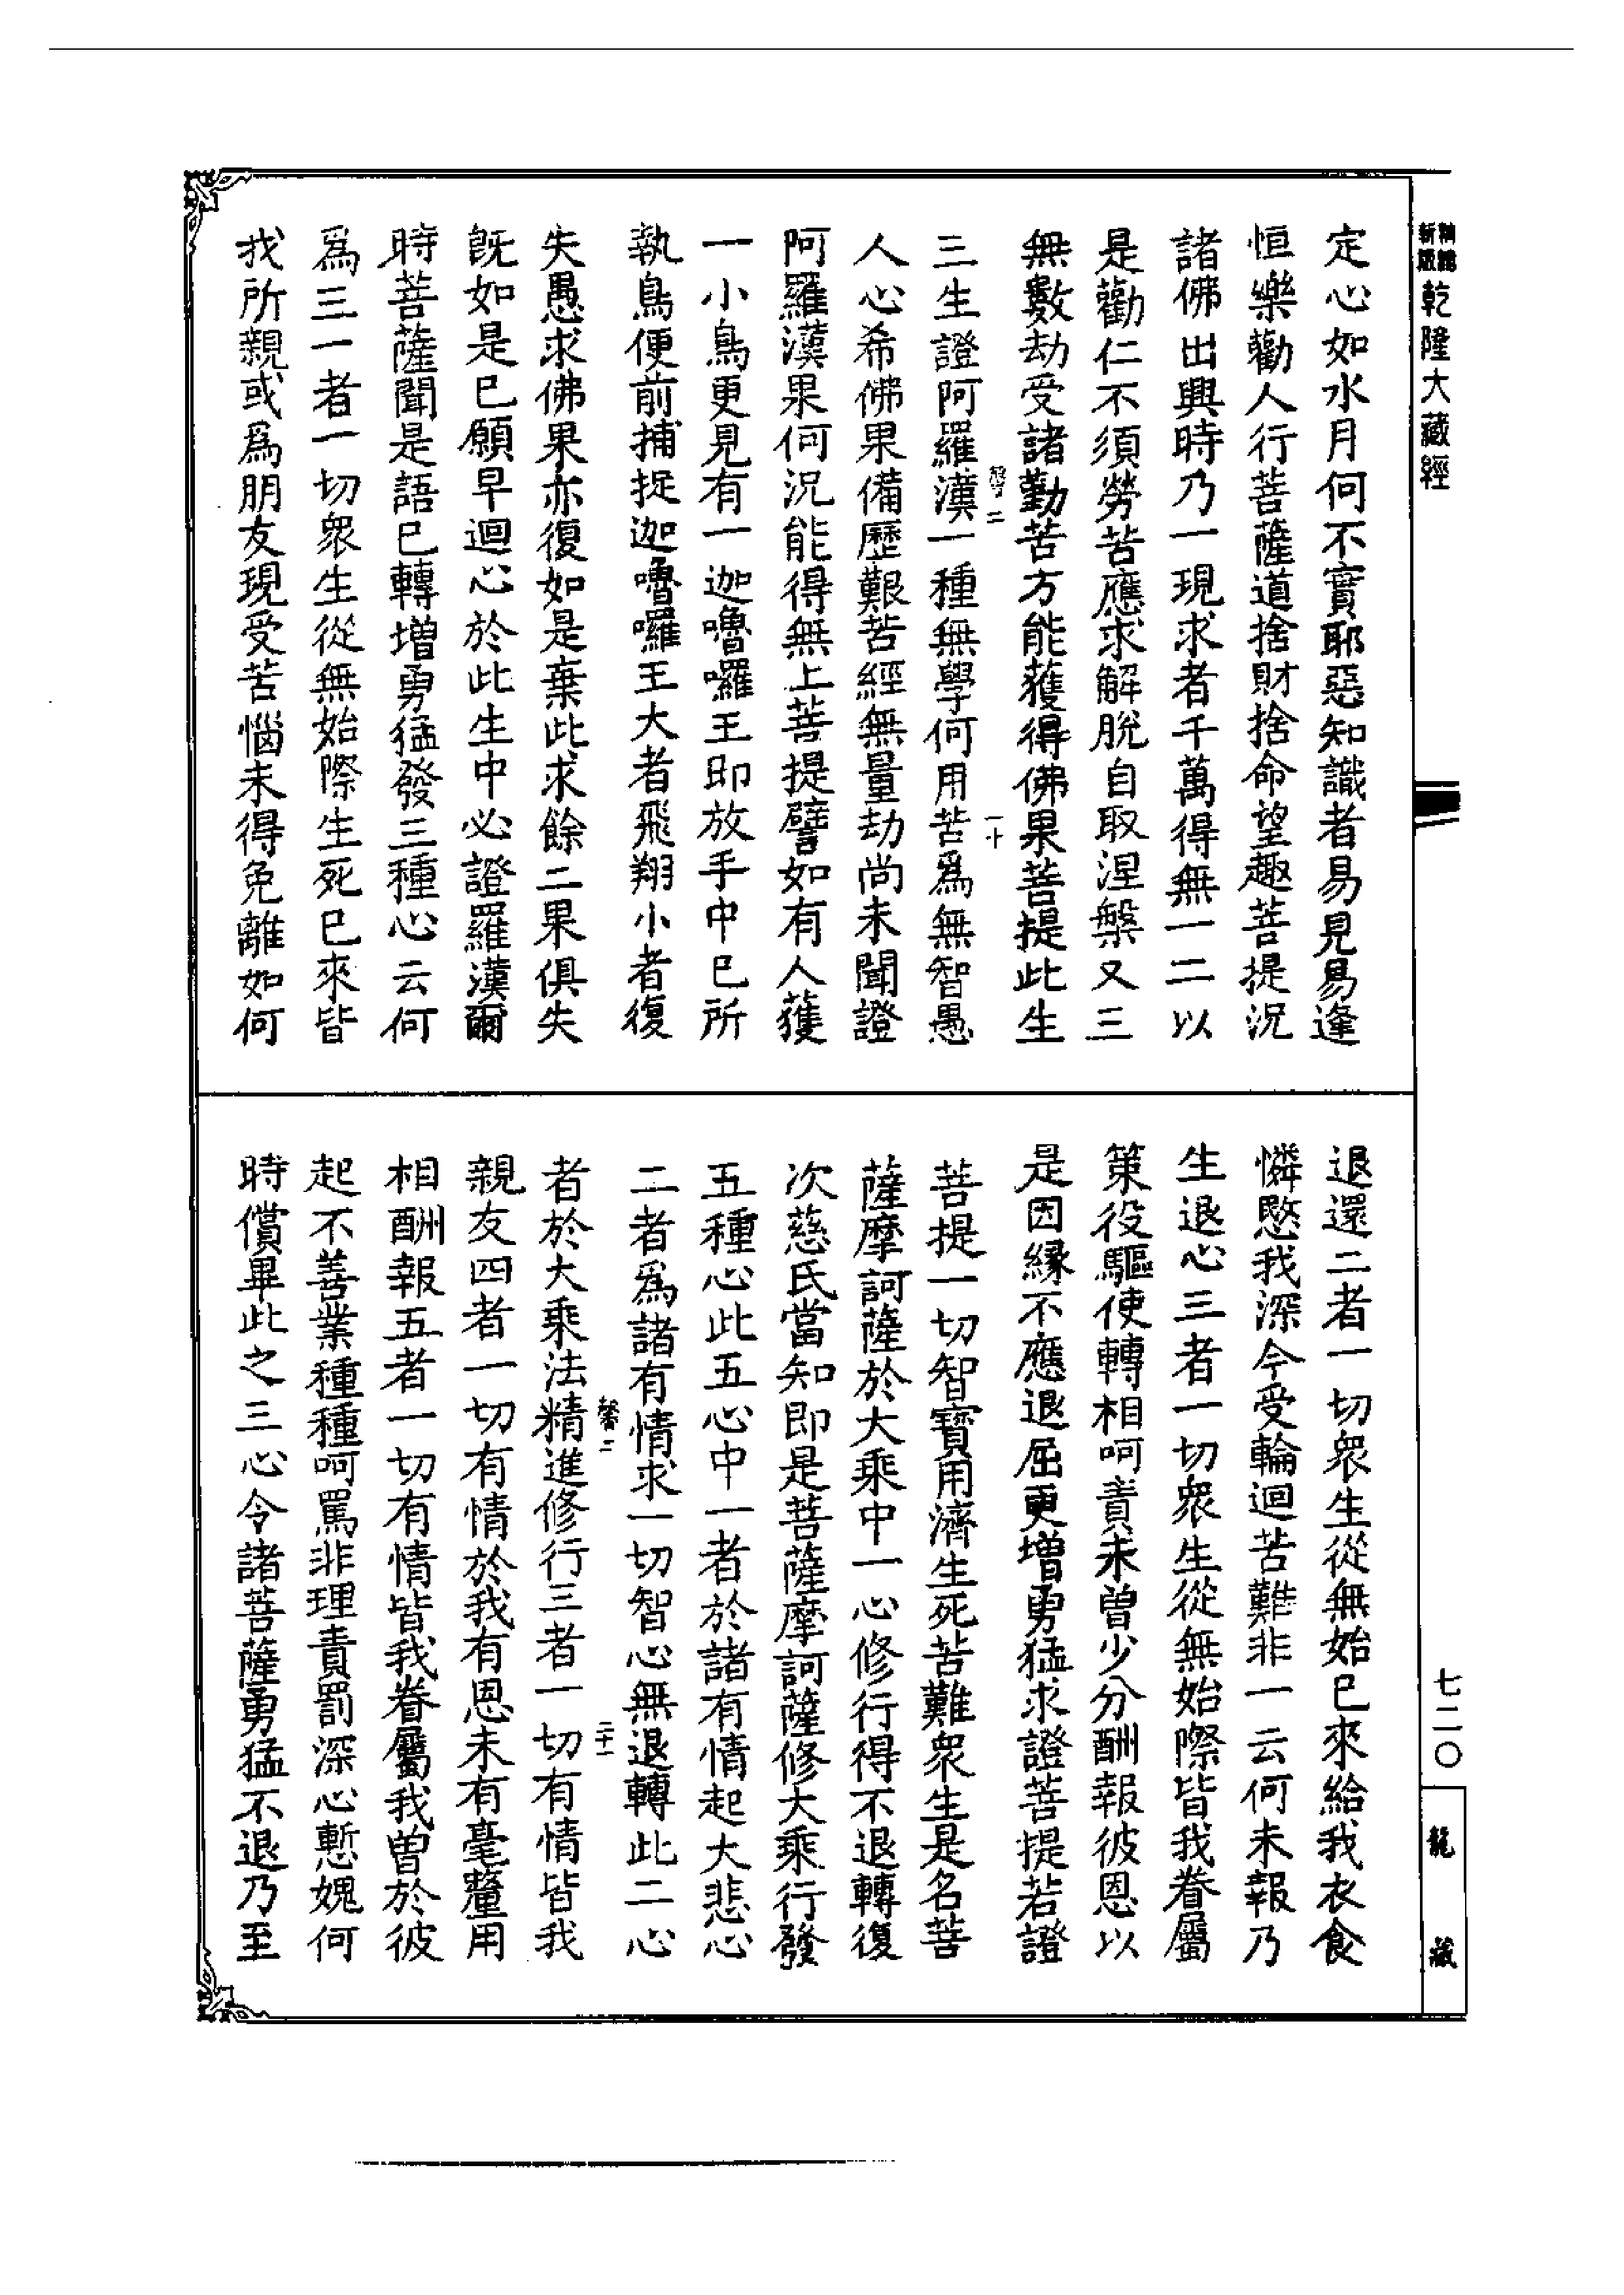 新編縮版乾隆大藏經
定心如水月何不實耶惡知識者易見易逢
恒樂勸人行菩薩道捨財捨命望趣菩提況
諸佛出興時乃一現求者千萬得無一二以
是勸仁不須勞苦應求解脫自取涅槃又三
無數劫受諸勤苦方能獲得佛果菩提此生
三生證阿羅漢一種無學何用苦爲無智愚
人心希佛果備歷艱苦經無量劫尚未聞證
阿羅漢果何況能得無上菩提譬如有人獲
一小鳥更見有一迦嚕囉王即放手中已所
執鳥便前捕捉迦嚕囉王大者飛翔小者復
失愚求佛果亦復如是棄此求餘二果俱失
旣如是已願早迴心於此生中必證羅漢爾
時菩薩聞是語已轉增勇猛發三種心云何
爲三一者一切衆生從無始際生死已來皆
我所親或爲朋友現受苦惱未得免離如何
退還二者一切衆生從無始已來給我衣食
憐愍我深今受輪迴苦難非一云何未報乃
生退心三者一切衆生從無始際皆我眷屬
策役驅使轉相呵責未曾少分酬報彼恩以
是因緣不應退屈更增勇猛求證菩提若證
菩提一切智寶用濟生死苦難衆生是名菩
薩摩訶薩於大乘中一心修行得不退轉復
次慈氏當知即是菩薩摩訶薩修大乘行發
五種心此五心中一者於諸有情起大悲心
二者爲諸有情求一切智心無退轉此二心
者於大乘法精進修行三者一切有情皆我
親友四者一切有情於我有恩未有毫釐用
相酬報五者一切有情皆我眷屬我曾於彼
起不善業種種呵罵非理責罰深心慙媿何
時償畢此之三心令諸菩薩勇猛不退乃至
七二〇
龍藏